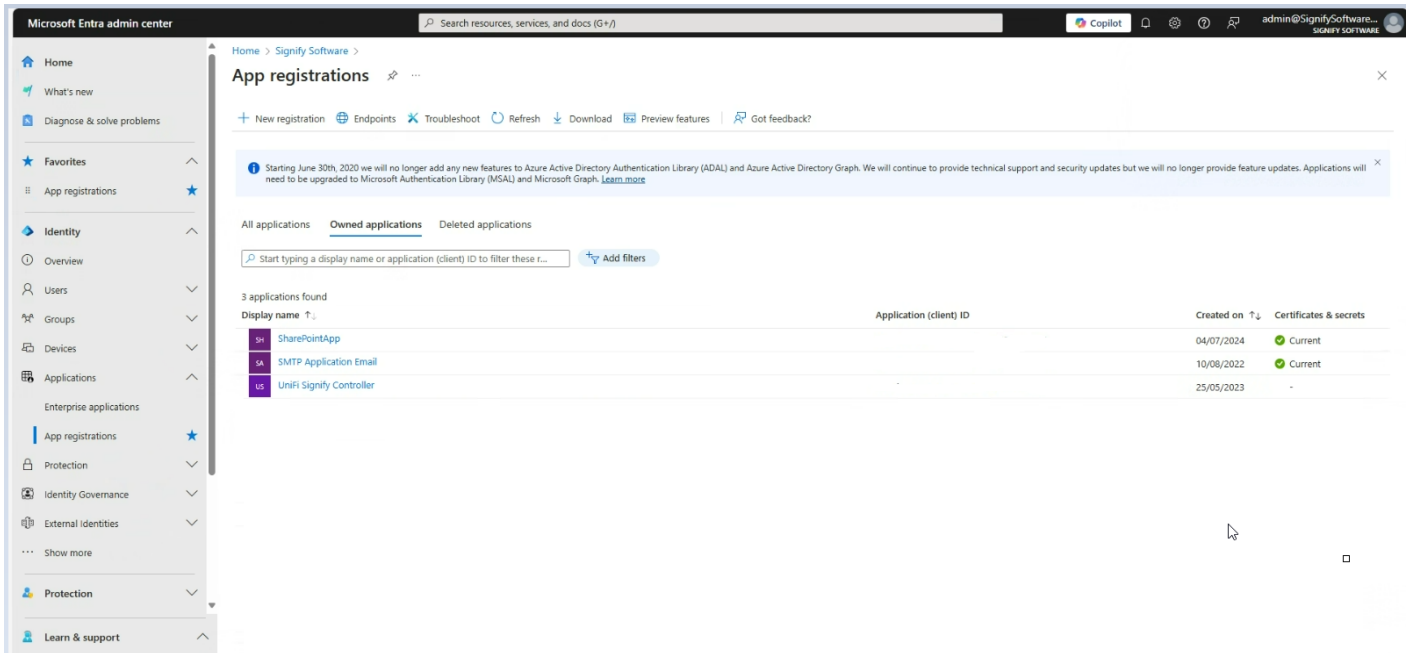 Microsoft Entra admin center
Search resources, services, and docs (G+/)
Copilot
admin@SignifySoftware...
SIGNIFY SOFTWARE
Home
What's new
Diagnose & solve problems
Favorites
App registrations
Identity
Overview
Users
Groups
Devices
Applications
Enterprise applications
App registrations
Protection
Identity Governance
External Identities
Show more
Protection
Learn & support
Home > Signify Software >
App registrations
New registration Endpoints Troubleshoot Refresh Download Preview features Got feedback?
Starting June 30th, 2020 we will no longer add any new features to Azure Active Directory Authentication Library (ADAL) and Azure Active Directory Graph. We will continue to provide technical support and security updates but we will no longer provide feature updates. Applications will
need to be upgraded to Microsoft Authentication Library (MSAL) and Microsoft Graph. Learn more
All applications Owned applications Deleted applications
Start typing a display name or application (client) ID to filter these r... Add filters
3 applications found
Display name Application (client) ID Created on Certificates & secrets
SH SharePointApp 04/07/2024 Current
SA SMTP Application Email 10/08/2022 Current
US UniFi Signify Controller 25/05/2023 -